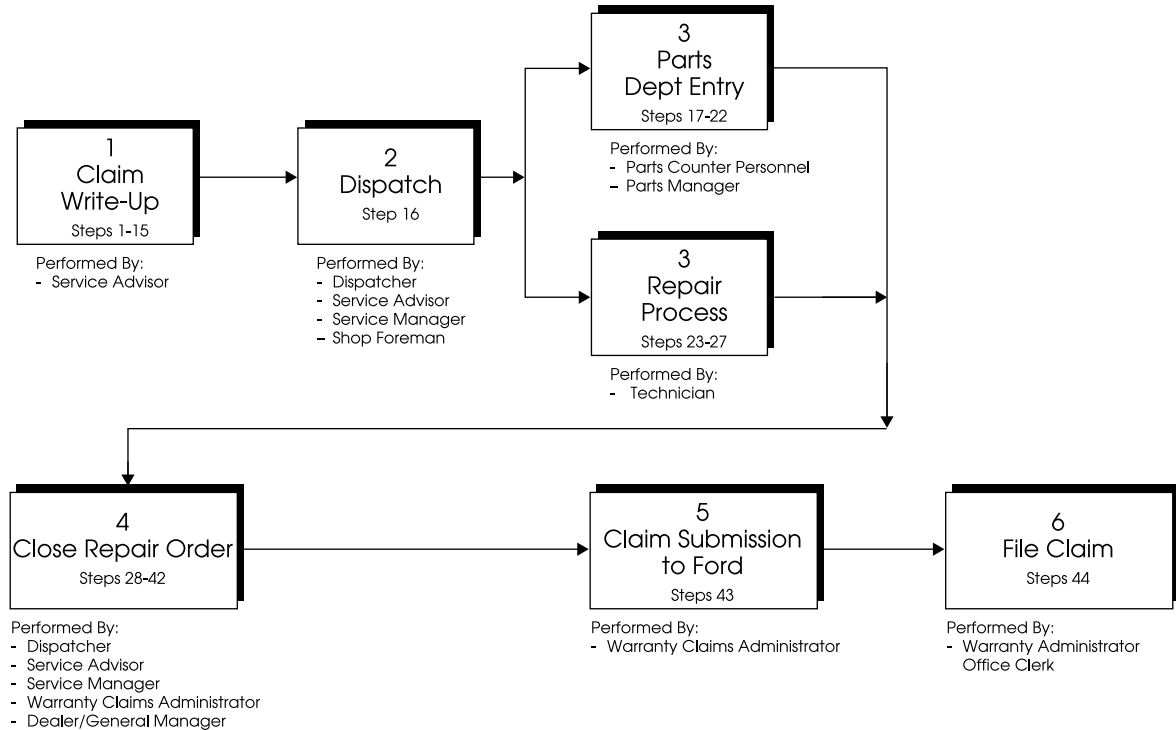 1
Claim
Write-Up
Steps 1-15
Performed By:
- Service Advisor
2
Dispatch
Step 16
Performed By:
- Dispatcher
- Service Advisor
- Service Manager
– Shop Foreman
3
Parts
Dept Entry
Steps 17-22
Performed By:
- Parts Counter Personnel
– Parts Manager
3
Repair
Process
Steps 23-27
Performed By:
- Technician
4
Close Repair Order
Steps 28-42
Performed By:
- Dispatcher
- Service Advisor
- Service Manager
- Warranty Claims Administrator
- Dealer/General Manager
5
Claim Submission
to Ford
Steps 43
Performed By:
- Warranty Claims Administrator
6
File Claim
Steps 44
Performed By:
- Warranty Administrator
Office Clerk